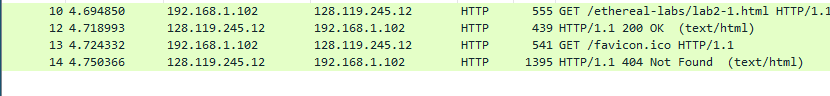 10 4.694850 192.168.1.102 128.119.245.12 HTTP 555 GET /ethereal-labs/lab2-1.html HTTP/1.1
12 4.718993 128.119.245.12 192.168.1.102 HTTP 439 HTTP/1.1 200 OK (text/html)
13 4.724332 192.168.1.102 128.119.245.12 HTTP 541 GET /favicon.ico HTTP/1.1
14 4.750366 128.119.245.12 192.168.1.102 HTTP 1395 HTTP/1.1 404 Not Found (text/html)